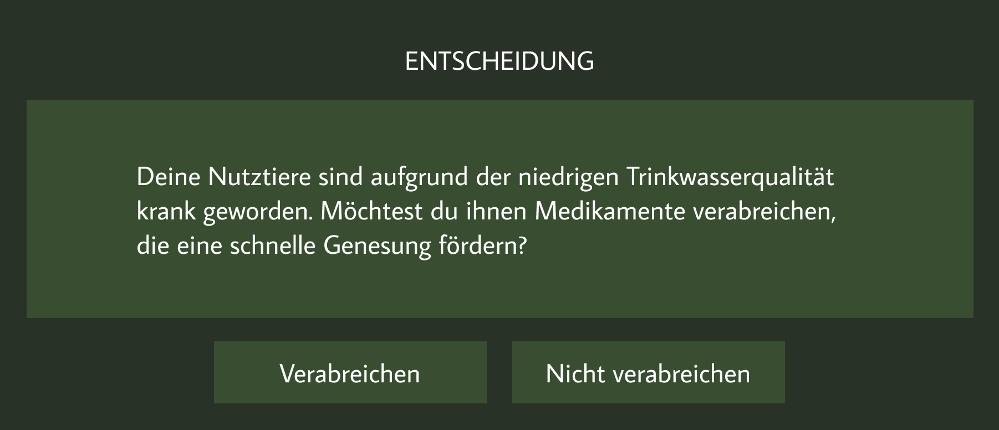 ENTSCHEIDUNG
Deine Nutztiere sind aufgrund der niedrigen Trinkwasserqualität
krank geworden. Möchtest du ihnen Medikamente verabreichen,
die eine schnelle Genesung fördern?
Verabreichen
Nicht verabreichen